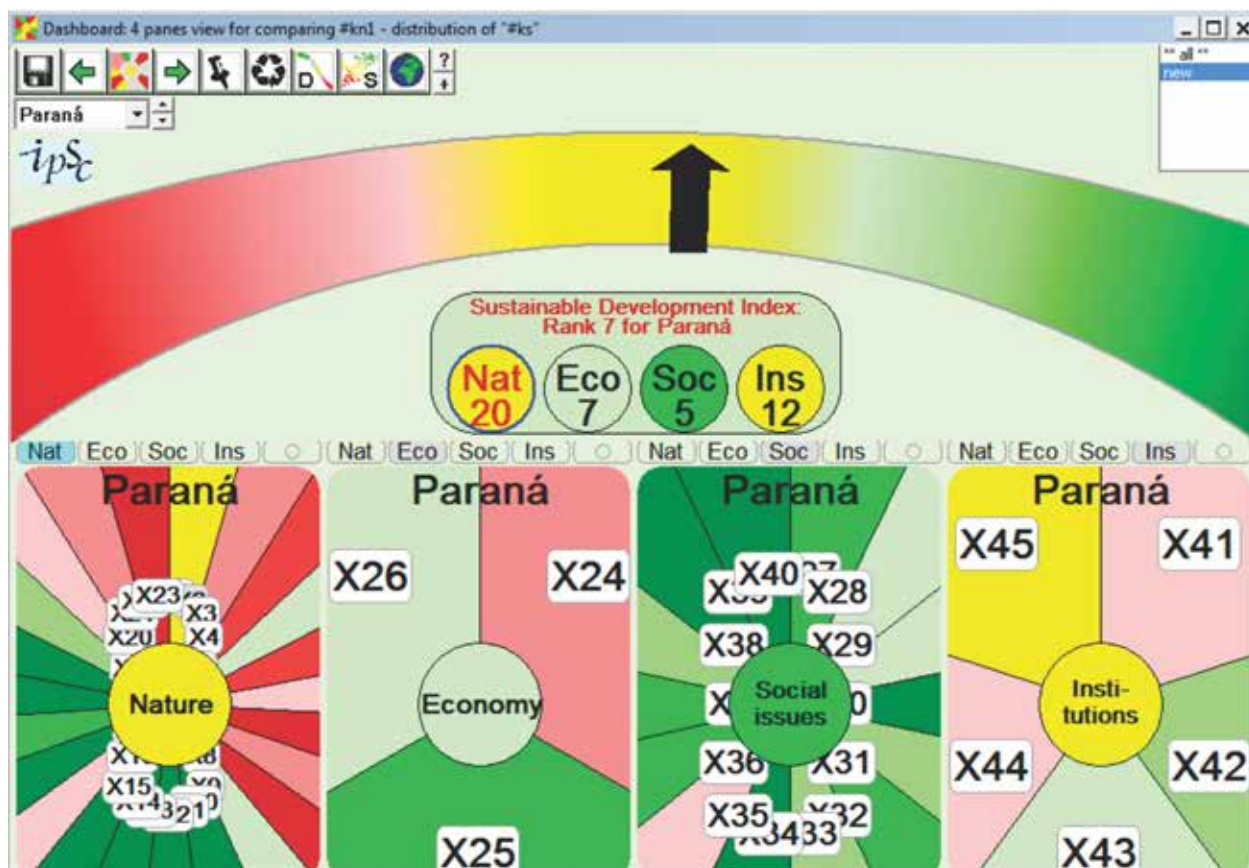 Dashboard: 4 panes view for comparing #kn1 - distribution of "#ks"
** all **
new
D
S
?
+
Paraná
ipSc
Sustainable Development Index:
Rank 7 for Paraná
Nat Eco Soc Ins
20 7 5 12
Nat Eco Soc Ins Nat Eco Soc Ins Nat Eco Soc Ins Nat Eco Soc Ins
Paraná Paraná Paraná Paraná
X23
X3
X4
X20
Nature
X15
X26
X24
Economy
X25
X40
X28
X38
X29
Social
issues
X36
X31
X35
X32
X45
X41
Insti-
tutions
X44
X42
X43